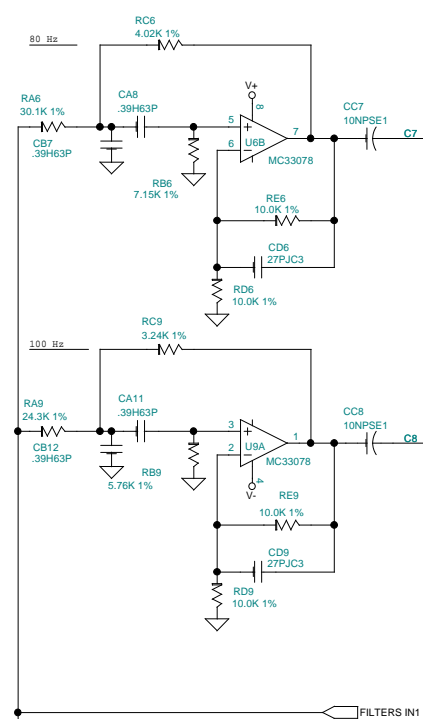 RC6
80 Hz
4.02K 1%
CA8
.39H63P
V+
8
CC7
10NPSE1
RA6
30.1K 1%
5
+
7
C7
CB7
.39H63P
6
U6B
MC33078
RB6
7.15K 1%
RE6
10.0K 1%
CD6
27PJC3
RD6
10.0K 1%
RC9
100 Hz
3.24K 1%
CA11
.39H63P
CC8
10NPSE1
RA9
24.3K 1%
3
+
1
C8
CB12
.39H63P
2
U9A
MC33078
4
V-
RB9
5.76K 1%
RE9
10.0K 1%
CD9
27PJC3
RD9
10.0K 1%
FILTERS IN1